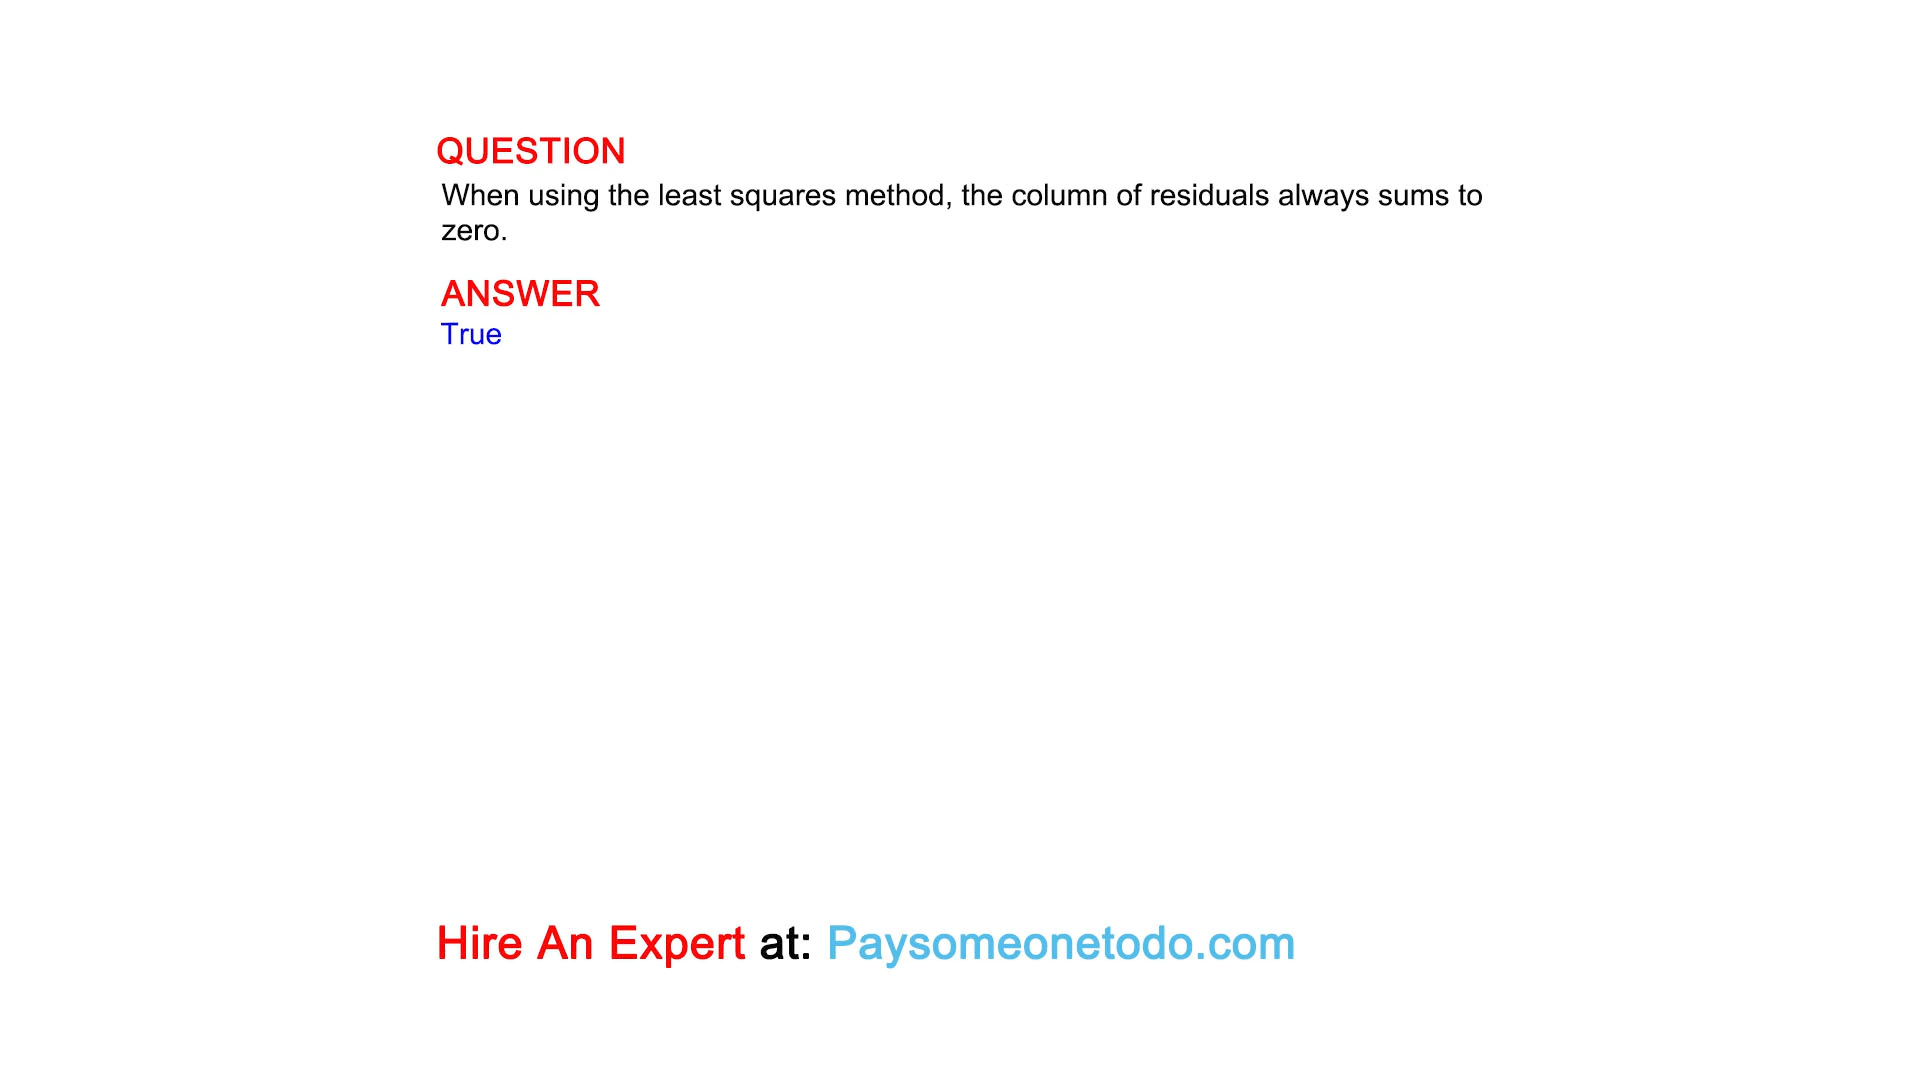 QUESTION
When using the least squares method, the column of residuals always sums to
zero.
ANSWER
True
Hire An Expert at: Paysomeonetodo.com